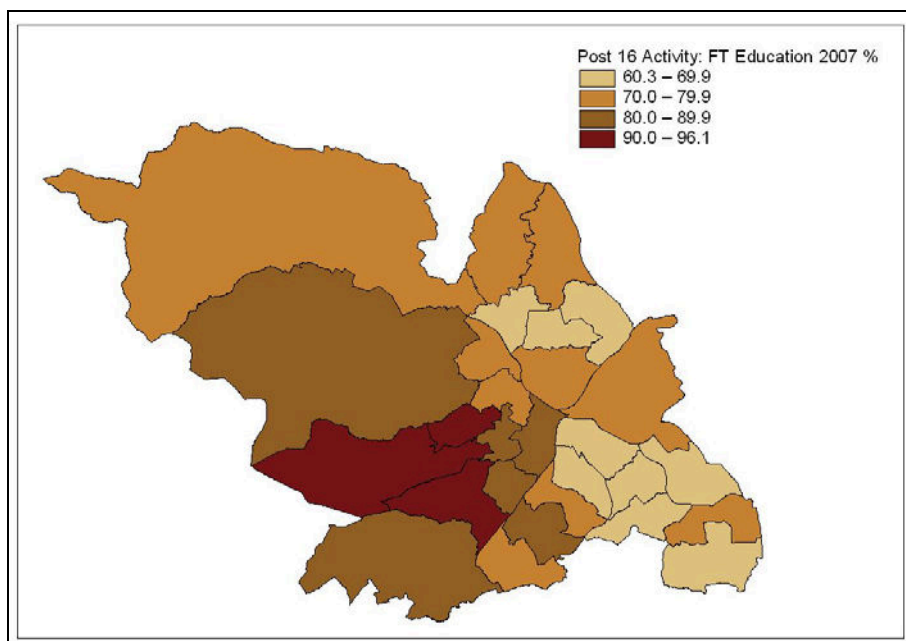 Post 16 Activity: FT Education 2007 %
60.3 – 69.9
70.0 – 79.9
80.0 – 89.9
90.0 – 96.1